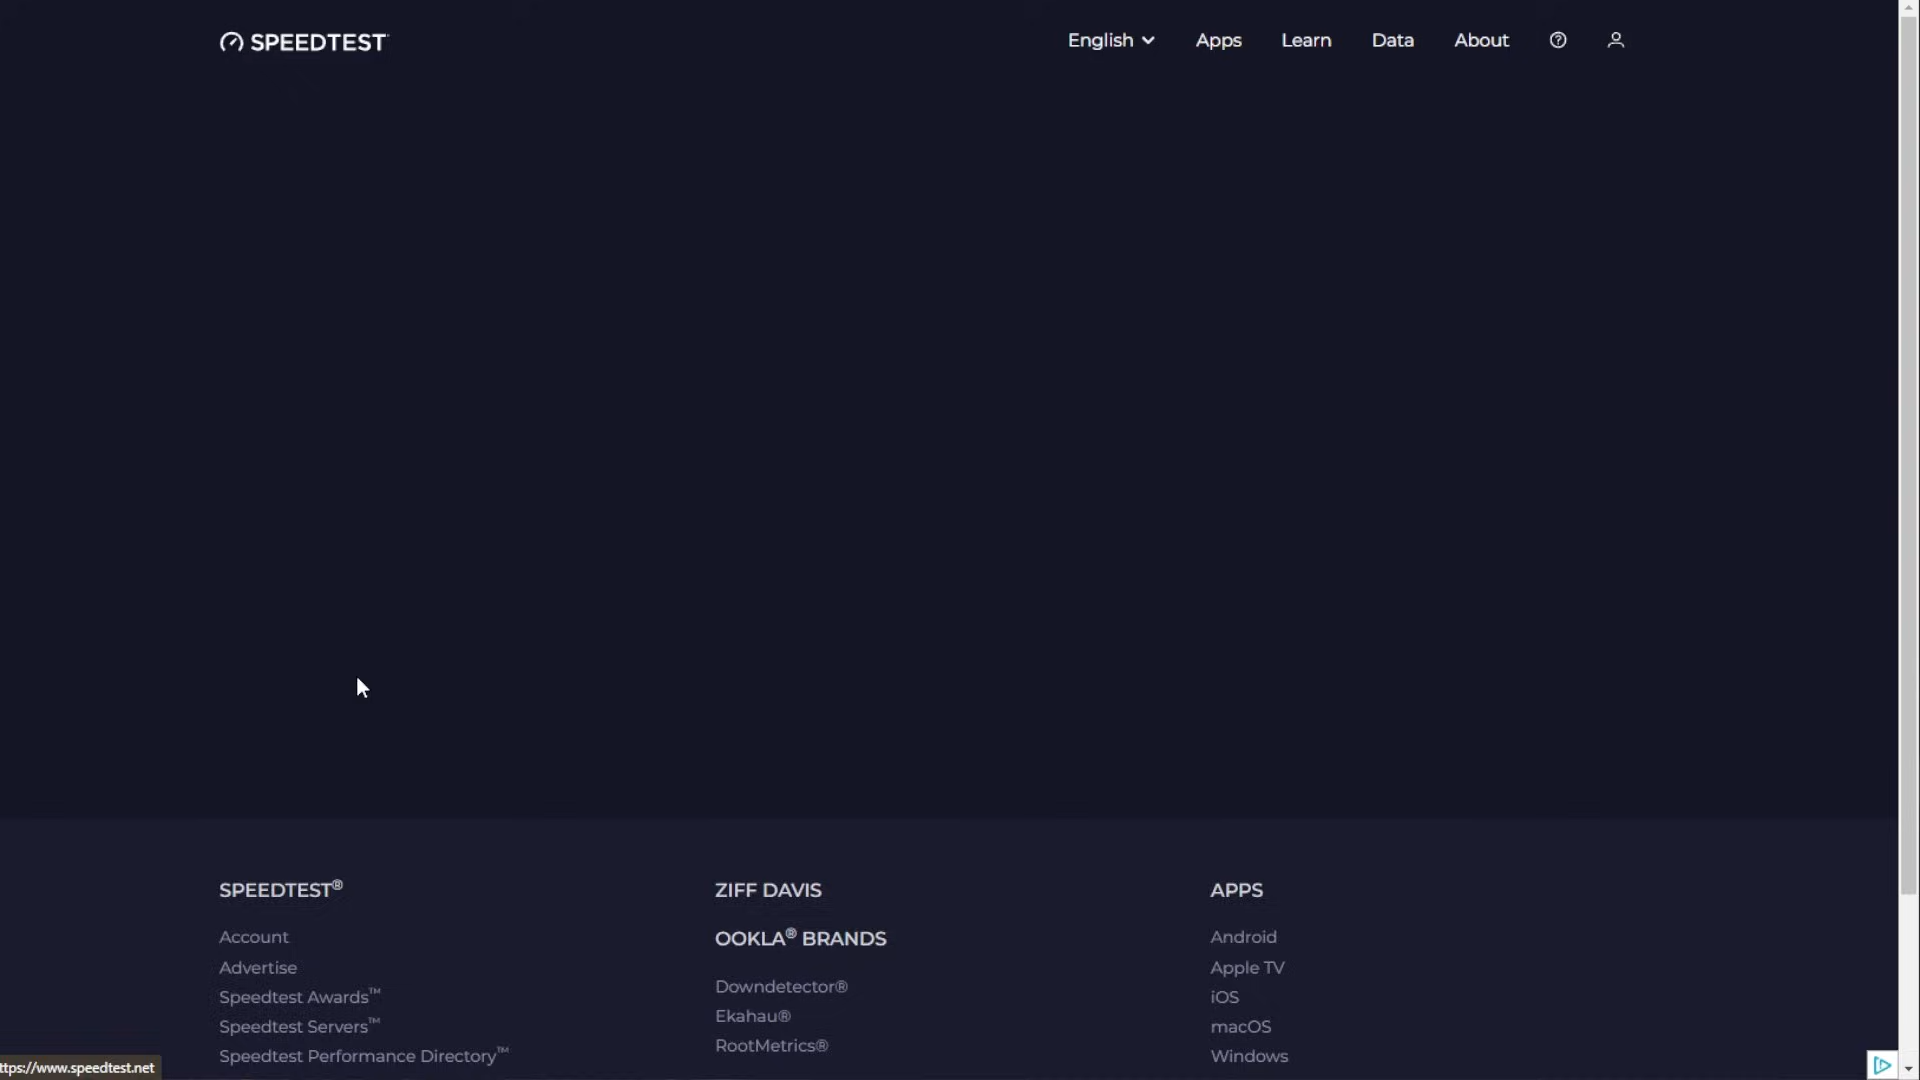 SPEEDTEST
English Apps Learn Data About
SPEEDTEST®
Account
Advertise
Speedtest Awards™
Speedtest Servers™
Speedtest Performance Directory™
ZIFF DAVIS
OOKLA® BRANDS
Downdetector®
Ekahau®
RootMetrics®
APPS
Android
Apple TV
iOS
macOS
Windows
ttps://www.speedtest.net